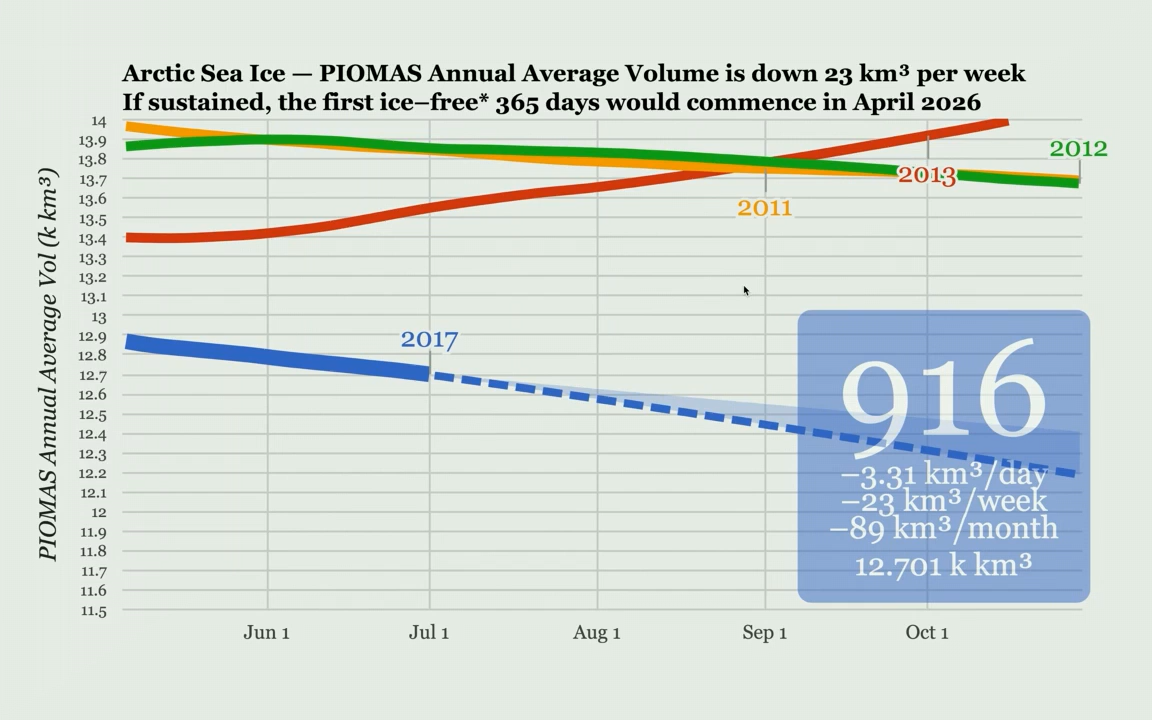 Arctic Sea Ice — PIOMAS Annual Average Volume is down 23 km³ per week
If sustained, the first ice–free* 365 days would commence in April 2026
PIOMAS Annual Average Vol (k km³)
14
13.9
13.8
13.7
13.6
13.5
13.4
13.3
13.2
13.1
13
12.9
12.8
12.7
12.6
12.5
12.4
12.3
12.2
12.1
12
11.9
11.8
11.7
11.6
11.5
2012
2013
2011
2017
916
–3.31 km³/day
–23 km³/week
–89 km³/month
12.701 k km³
Jun 1
Jul 1
Aug 1
Sep 1
Oct 1